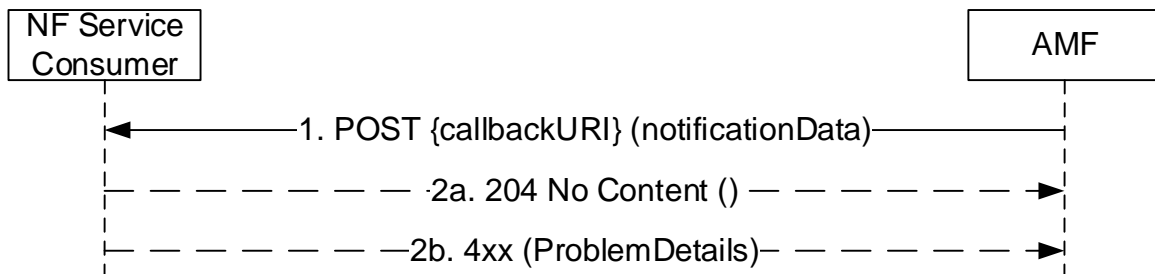 NF Service
Consumer
AMF
1. POST {callbackURI} (notificationData)
2a. 204 No Content ()
2b. 4xx (ProblemDetails)